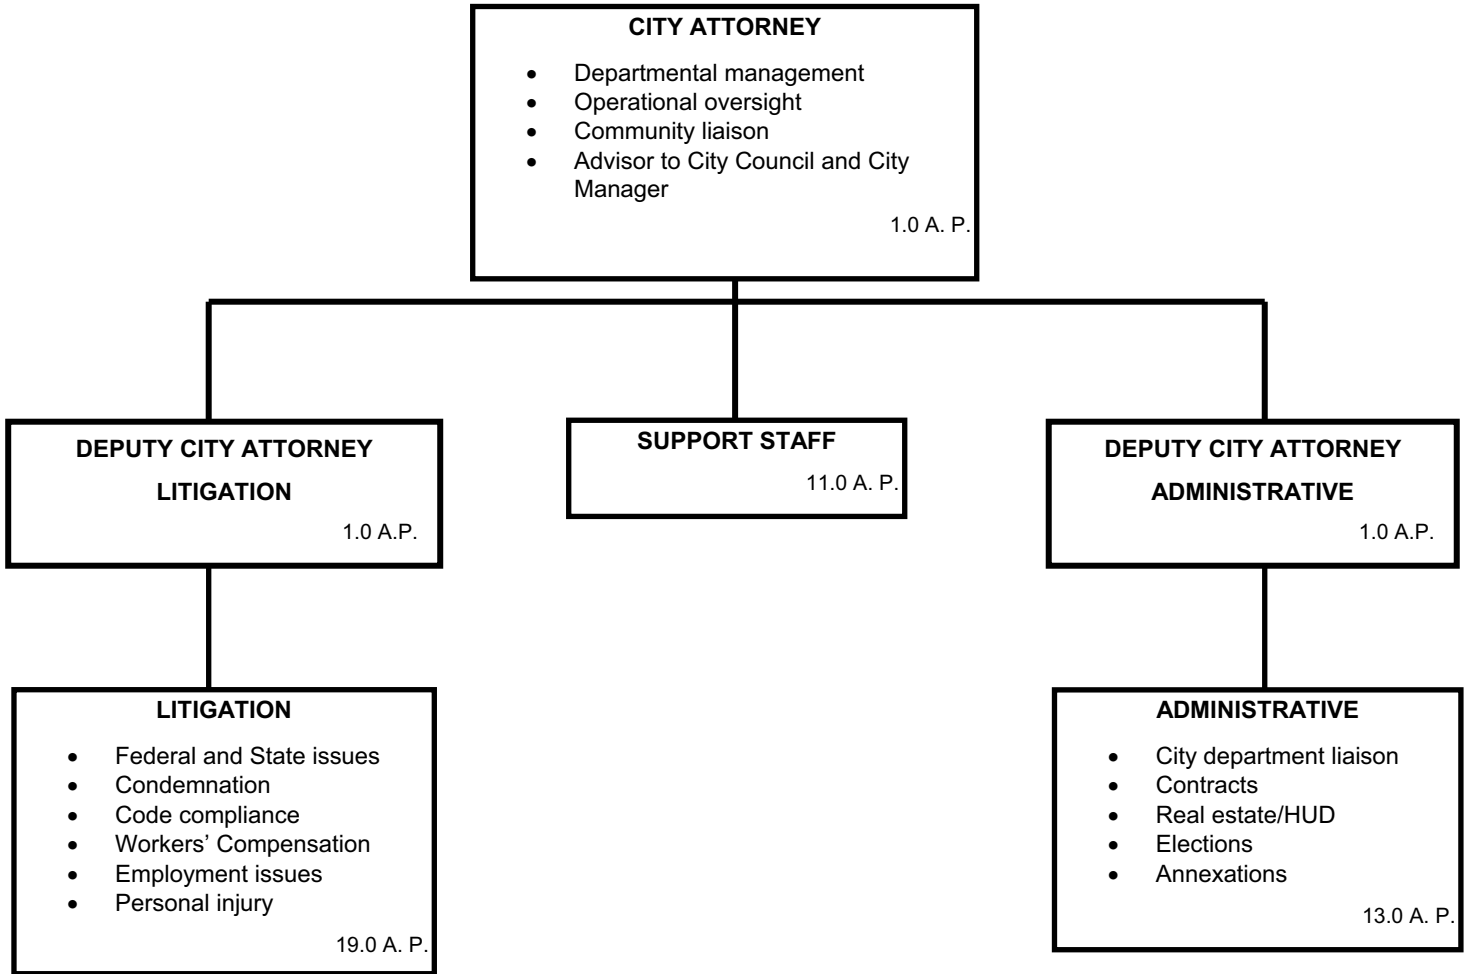 CITY ATTORNEY
• Departmental management
• Operational oversight
• Community liaison
• Advisor to City Council and City
Manager
1.0 A. P.
DEPUTY CITY ATTORNEY
LITIGATION
1.0 A.P.
SUPPORT STAFF
11.0 A. P.
DEPUTY CITY ATTORNEY
ADMINISTRATIVE
1.0 A.P.
LITIGATION
• Federal and State issues
• Condemnation
• Code compliance
• Workers’ Compensation
• Employment issues
• Personal injury
19.0 A. P.
ADMINISTRATIVE
• City department liaison
• Contracts
• Real estate/HUD
• Elections
• Annexations
13.0 A. P.